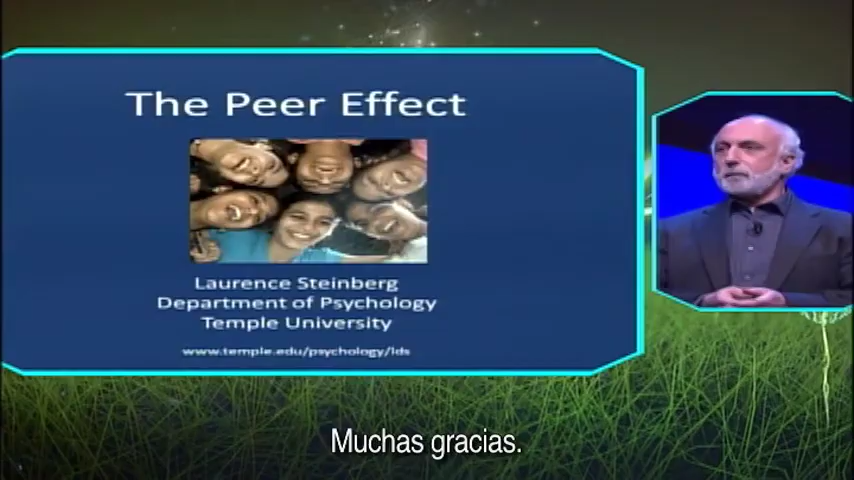 The Peer Effect
Laurence Steinberg
Department of Psychology
Temple University
www.temple.edu/psychology/lds
Muchas gracias.